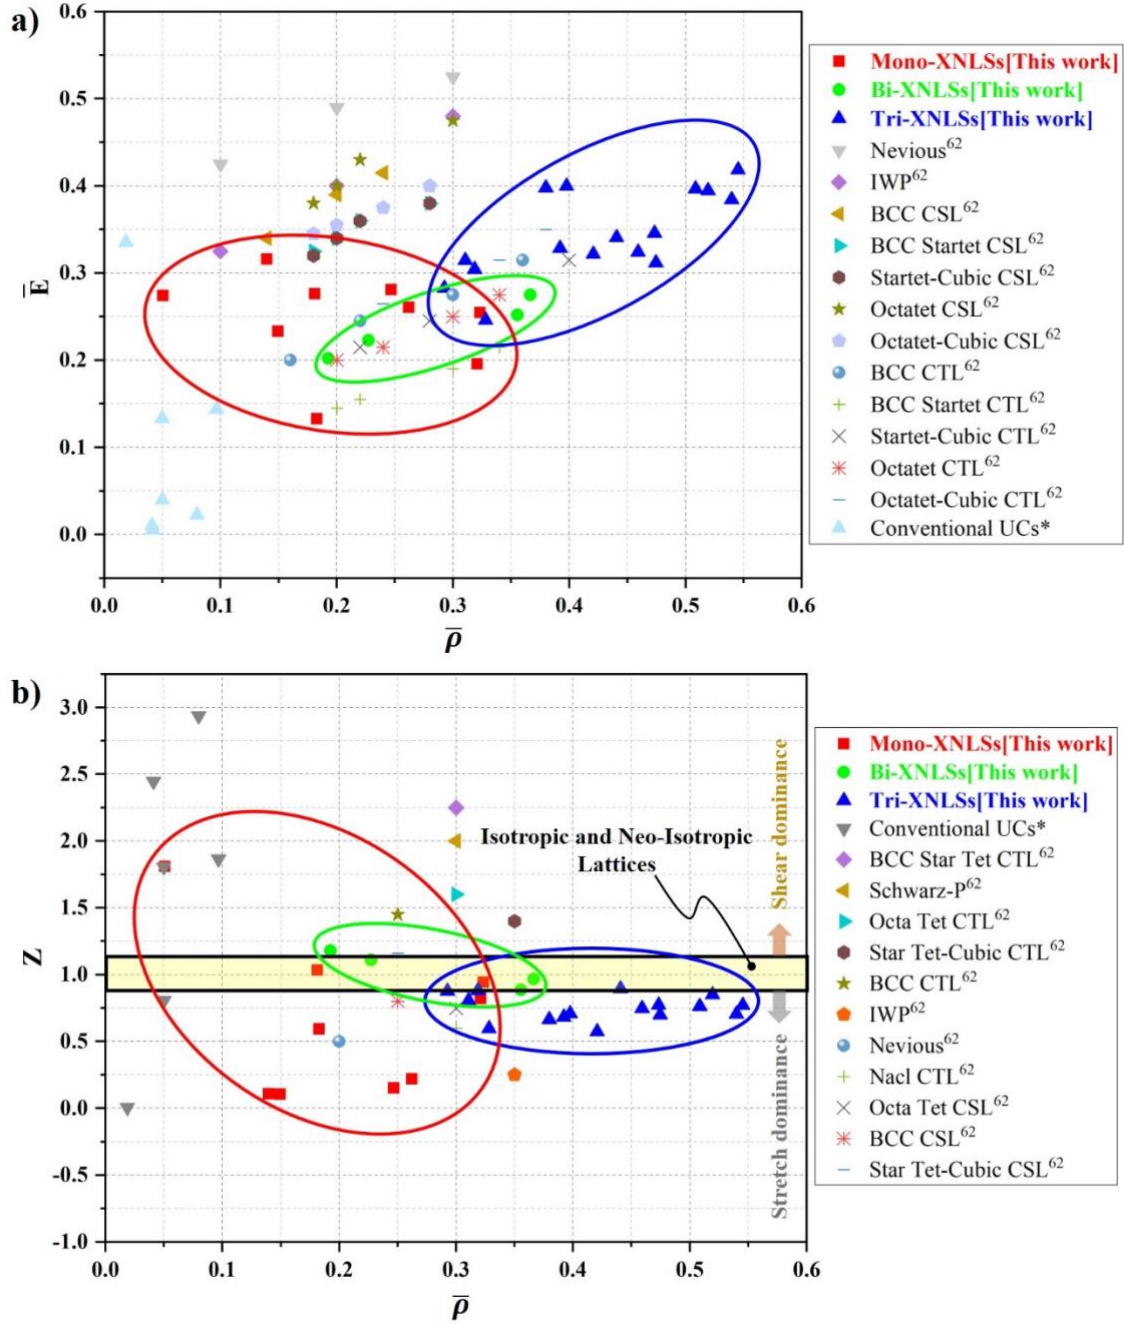 a)
0.6
0.5
0.4
0.3
0.2
0.1
0.0
E̅
0.0 0.1 0.2 0.3 0.4 0.5 0.6
ρ̅
Mono-XNLSs[This work]
Bi-XNLSs[This work]
Tri-XNLSs[This work]
Nevious⁶²
IWP⁶²
BCC CSL⁶²
BCC Startet CSL⁶²
Startet-Cubic CSL⁶²
Octatet CSL⁶²
Octatet-Cubic CSL⁶²
BCC CTL⁶²
BCC Startet CTL⁶²
Startet-Cubic CTL⁶²
Octatet CTL⁶²
Octatet-Cubic CTL⁶²
Conventional UCs*
b)
3.0
2.5
2.0
1.5
1.0
0.5
0.0
-0.5
-1.0
Z
0.0 0.1 0.2 0.3 0.4 0.5 0.6
ρ̅
Isotropic and Neo-Isotropic
Lattices
Shear dominance
Stretch dominance
Mono-XNLSs[This work]
Bi-XNLSs[This work]
Tri-XNLSs[This work]
Conventional UCs*
BCC Star Tet CTL⁶²
Schwarz-P⁶²
Octa Tet CTL⁶²
Star Tet-Cubic CTL⁶²
BCC CTL⁶²
IWP⁶²
Nevious⁶²
Nacl CTL⁶²
Octa Tet CSL⁶²
BCC CSL⁶²
Star Tet-Cubic CSL⁶²